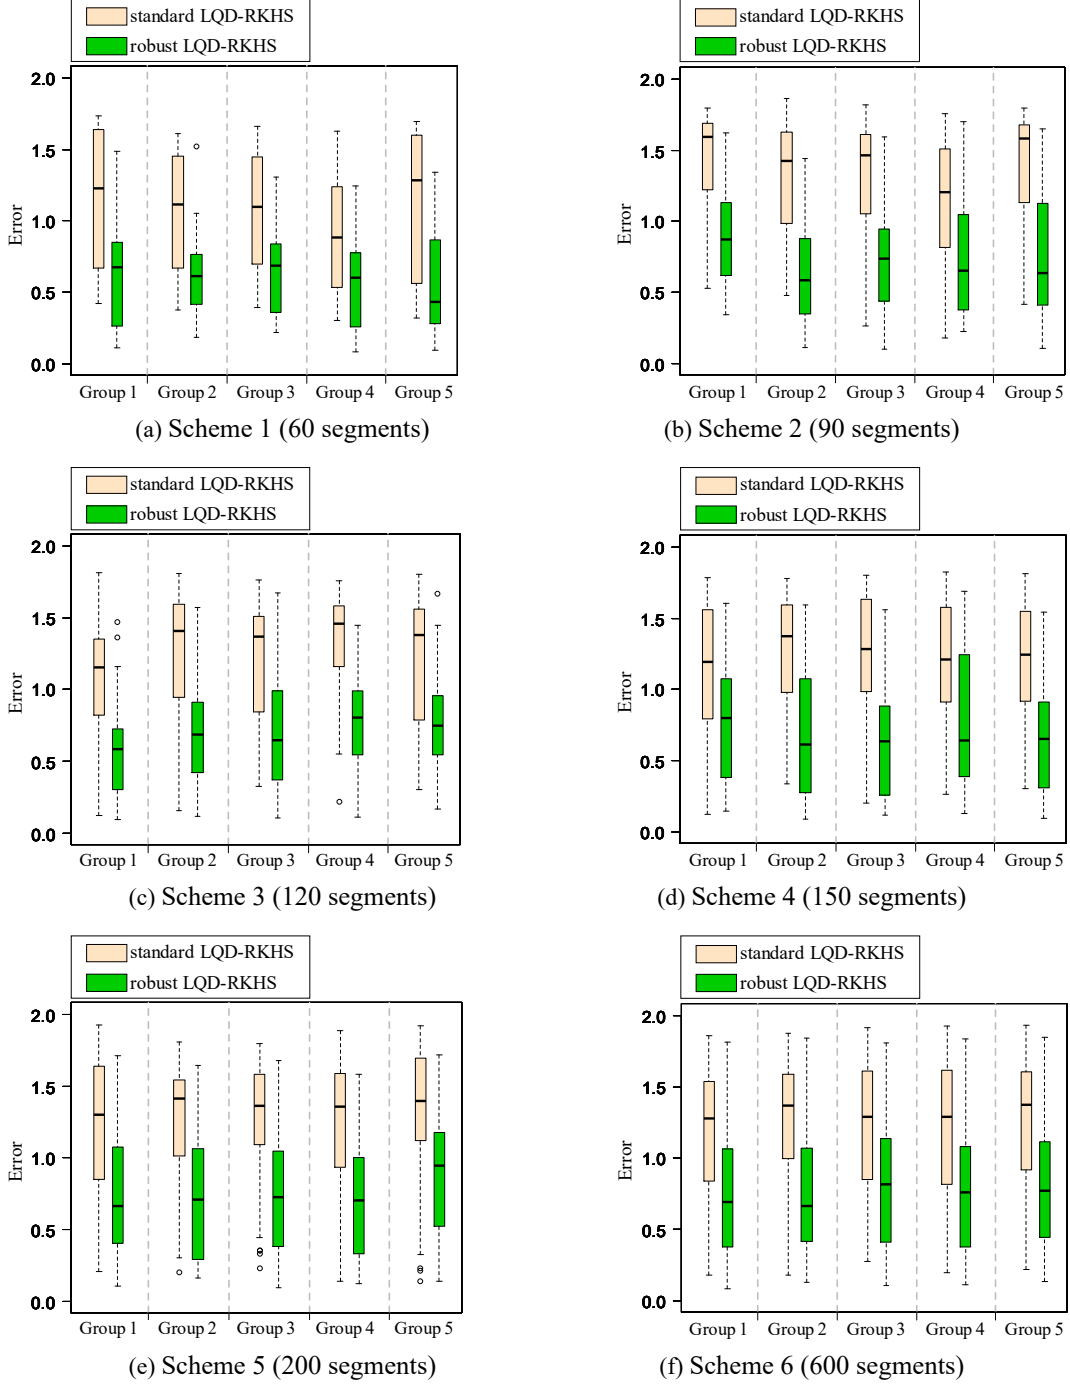 standard LQD-RKHS
robust LQD-RKHS
2.0
1.5
1.0
0.5
0.0
Error
Group 1 Group 2 Group 3 Group 4 Group 5
(a) Scheme 1 (60 segments)
standard LQD-RKHS
robust LQD-RKHS
2.0
1.5
1.0
0.5
0.0
Error
Group 1 Group 2 Group 3 Group 4 Group 5
(b) Scheme 2 (90 segments)
standard LQD-RKHS
robust LQD-RKHS
2.0
1.5
1.0
0.5
0.0
Error
Group 1 Group 2 Group 3 Group 4 Group 5
(c) Scheme 3 (120 segments)
standard LQD-RKHS
robust LQD-RKHS
2.0
1.5
1.0
0.5
0.0
Error
Group 1 Group 2 Group 3 Group 4 Group 5
(d) Scheme 4 (150 segments)
standard LQD-RKHS
robust LQD-RKHS
2.0
1.5
1.0
0.5
0.0
Error
Group 1 Group 2 Group 3 Group 4 Group 5
(e) Scheme 5 (200 segments)
standard LQD-RKHS
robust LQD-RKHS
2.0
1.5
1.0
0.5
0.0
Error
Group 1 Group 2 Group 3 Group 4 Group 5
(f) Scheme 6 (600 segments)